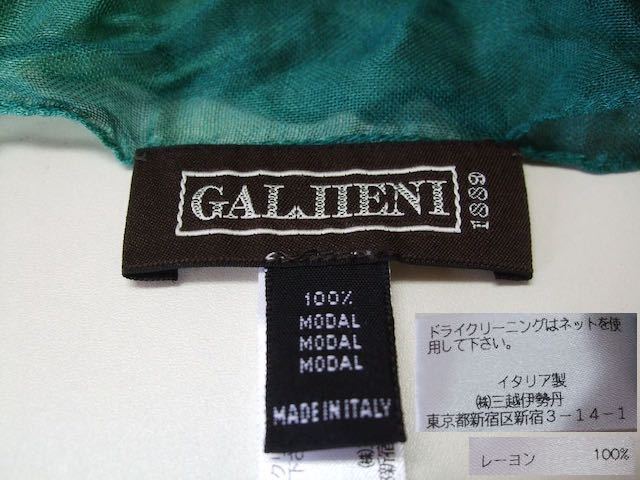 GALLIENI
1889
100%
MODAL
MODAL
MODAL
MADE IN ITALY
ドライクリーニングはネットを使
用して下さい。
イタリア製
㈱三越伊勢丹
東京都新宿区新宿3-14-1
レーヨン 100%